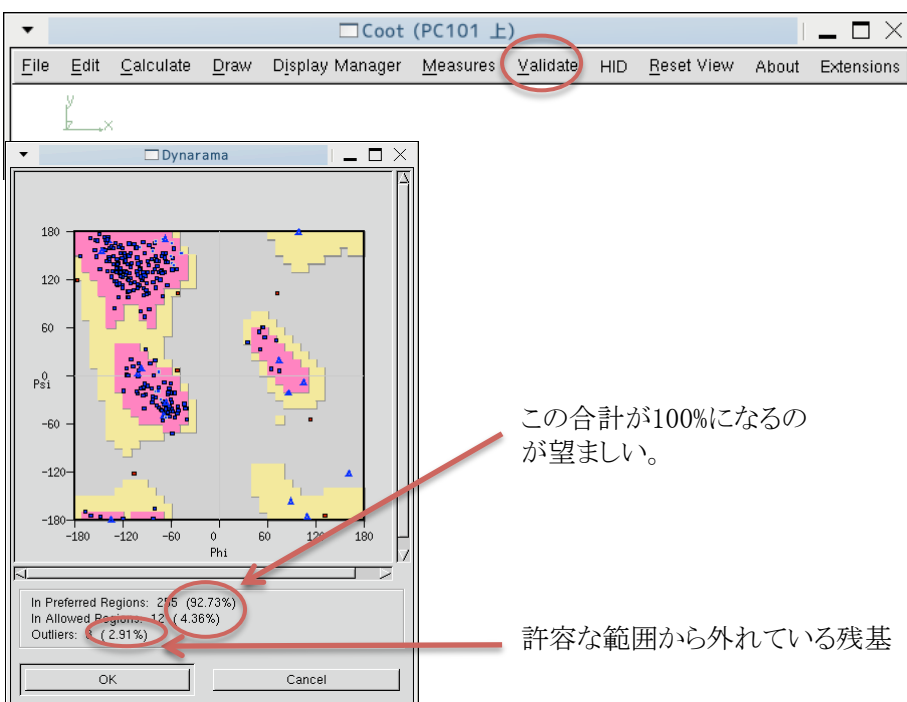 Coot (PC101 上)
File Edit Calculate Draw Display Manager Measures Validate HID Reset View About Extensions
y
z x
Dynarama
180
120
60
0
Psi
-60
-120
-180
-180 -120 -60 0 60 120 180
Phi
この合計が100%になるの
が望ましい。
In Preferred Regions: 255 (92.73%)
In Allowed Regions: 12 ( 4.36%)
Outliers: 8 ( 2.91%)
許容な範囲から外れている残基
OK Cancel